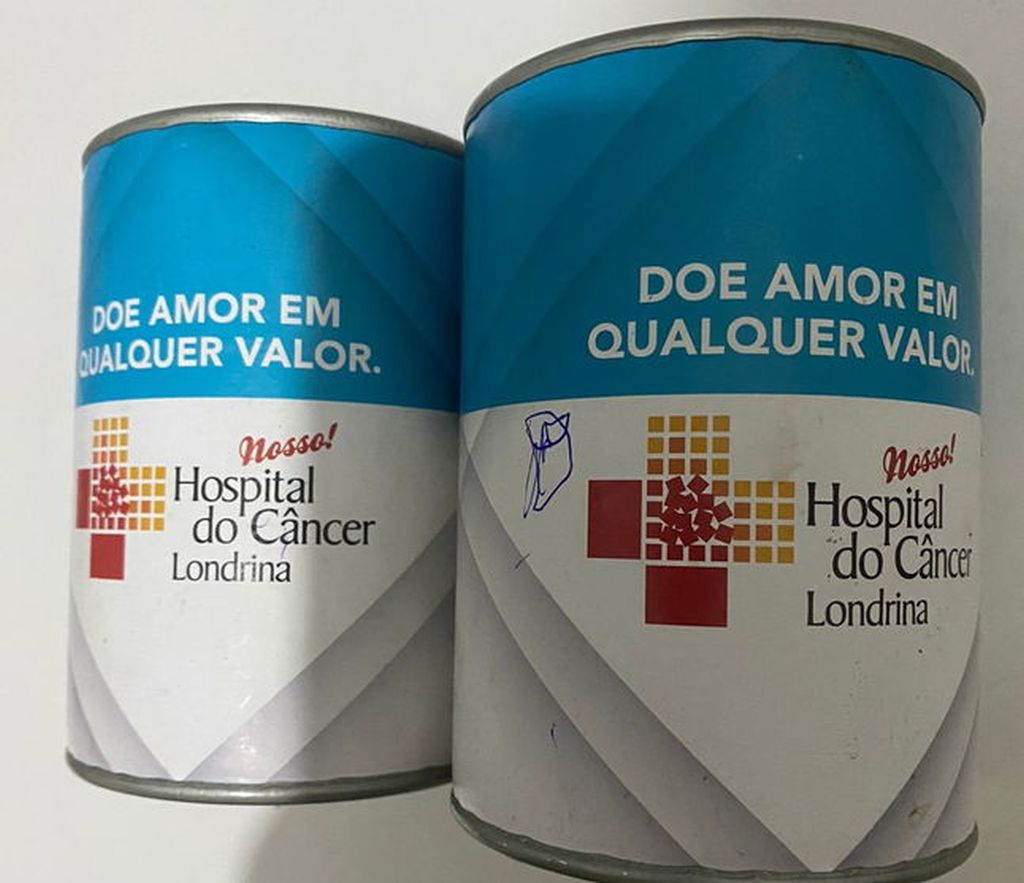 DOE AMOR EM
QUALQUER VALOR.
Nosso!
Hospital
do Câncer
Londrina
DOE AMOR EM
QUALQUER VALOR.
Nosso!
Hospital
do Câncer
Londrina